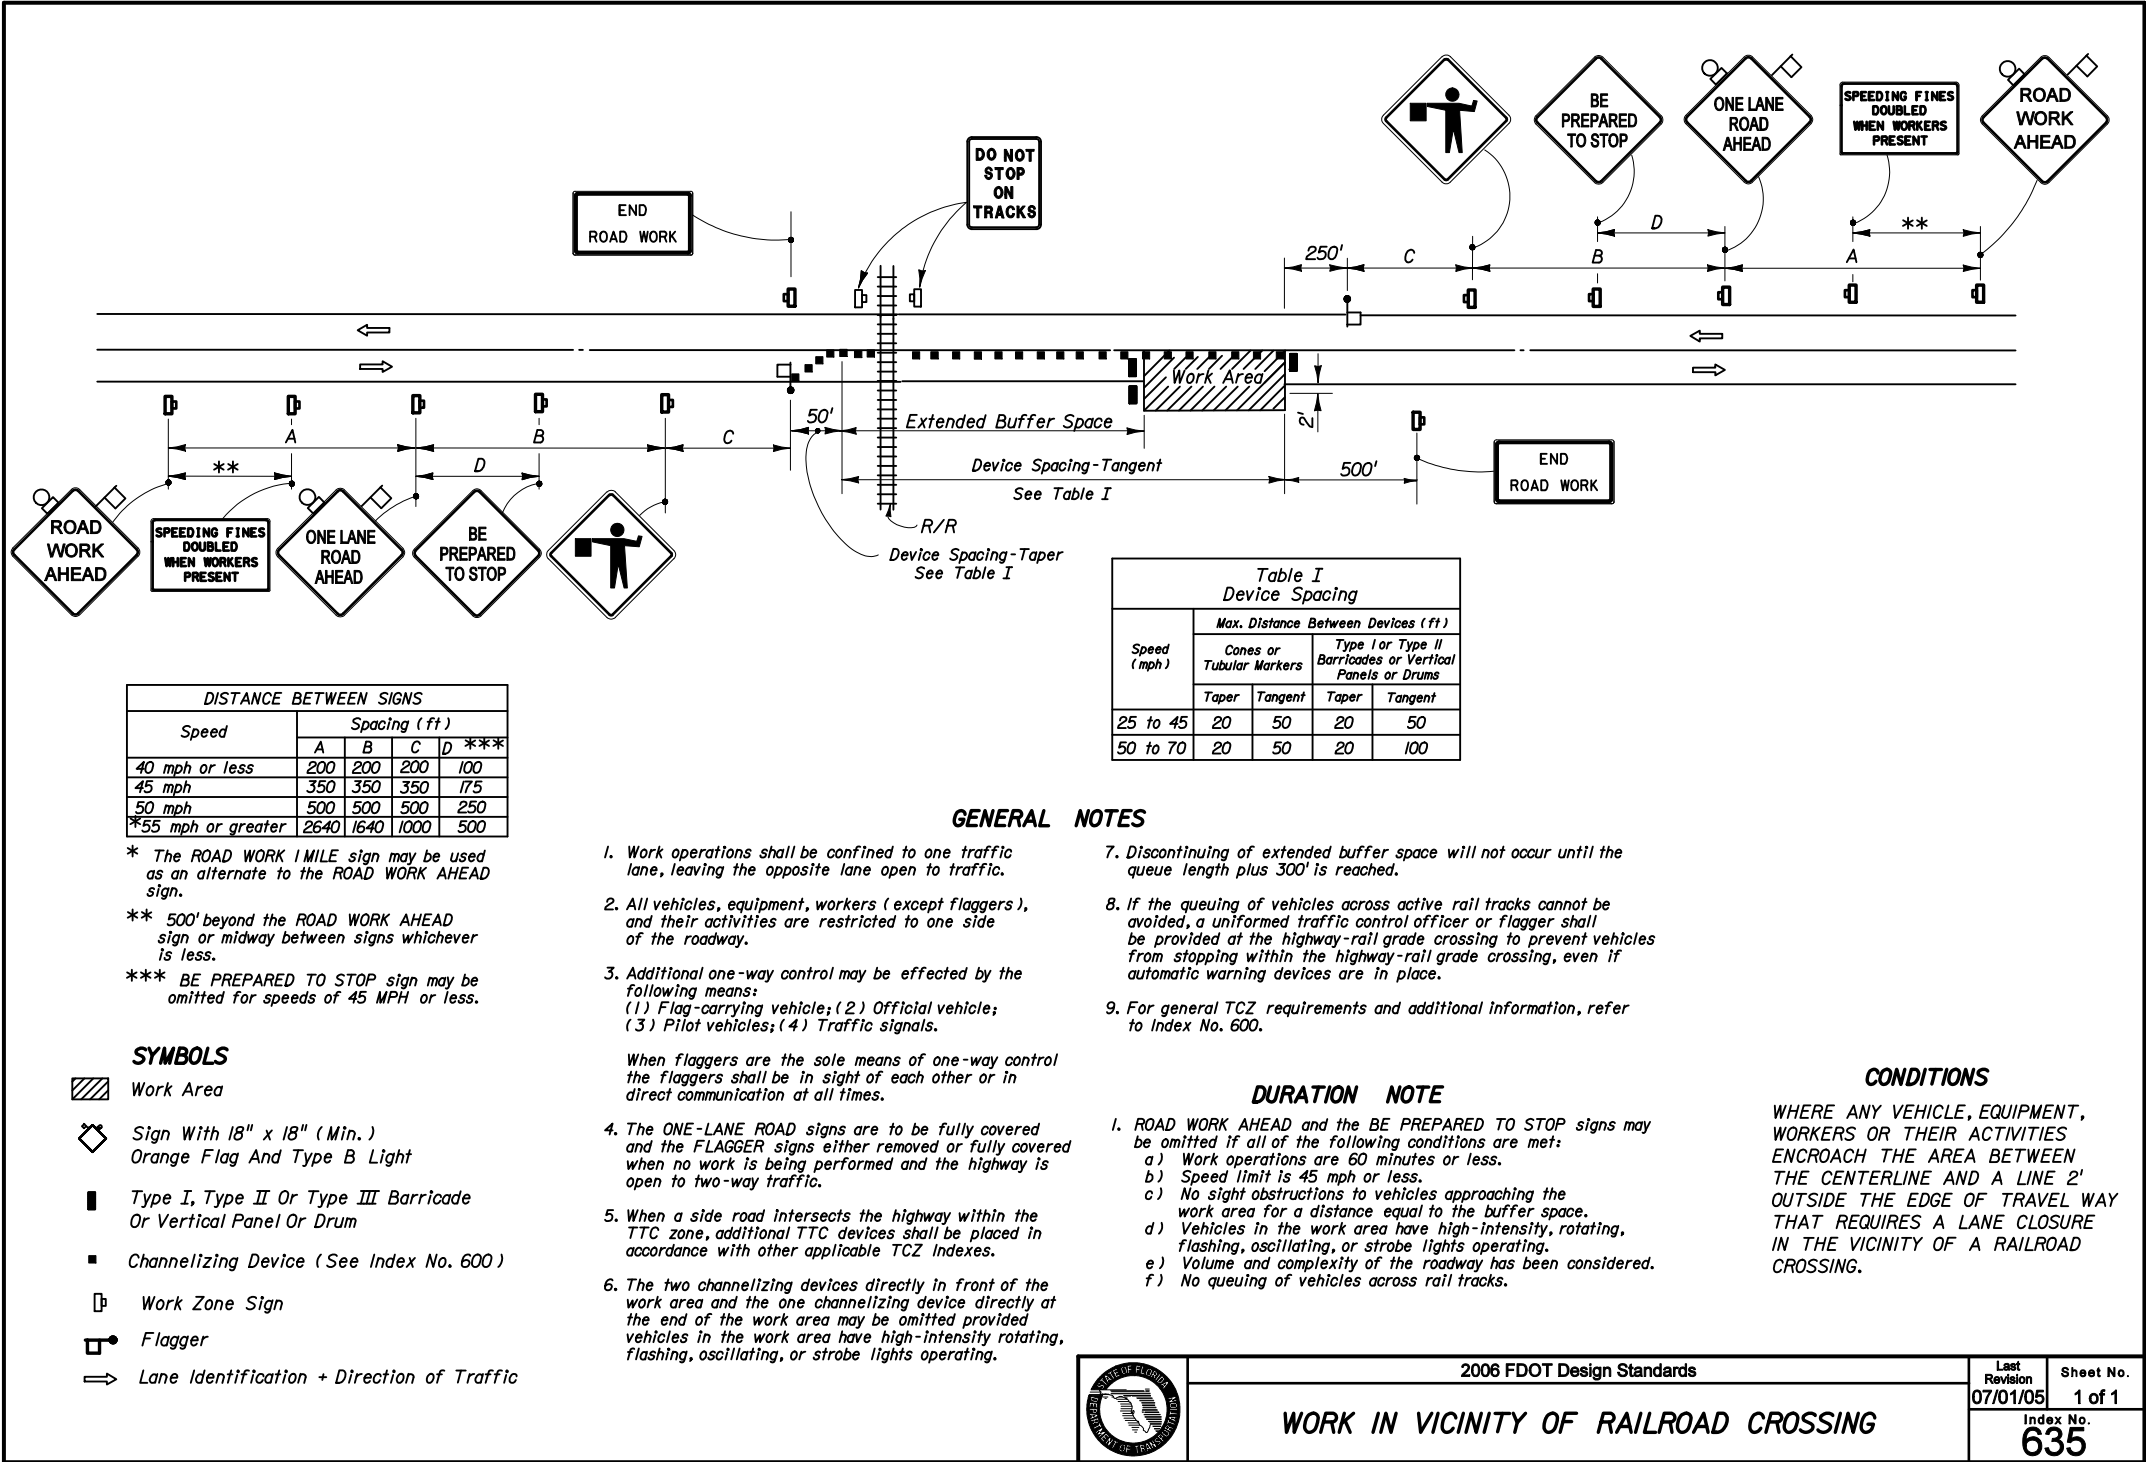 BE
PREPARED
TO STOP
ONE LANE
ROAD
AHEAD
SPEEDING FINES
DOUBLED
WHEN WORKERS
PRESENT
ROAD
WORK
AHEAD
DO NOT
STOP
ON
TRACKS
END
ROAD WORK
D
**
250'
C
B
A
Work Area
50'
Extended Buffer Space
2'
A
B
C
**
D
Device Spacing-Tangent
See Table I
500'
END
ROAD WORK
ROAD
WORK
AHEAD
SPEEDING FINES
DOUBLED
WHEN WORKERS
PRESENT
ONE LANE
ROAD
AHEAD
BE
PREPARED
TO STOP
R/R
Device Spacing-Taper
See Table I
Table I
Device Spacing
Speed
(mph)
Max. Distance Between Devices (ft)
Cones or
Tubular Markers
Type I or Type II
Barricades or Vertical
Panels or Drums
Taper Tangent Taper Tangent
25 to 45 20 50 20 50
50 to 70 20 50 20 100
DISTANCE BETWEEN SIGNS
Speed
Spacing (ft)
A B C D ***
40 mph or less 200 200 200 100
45 mph 350 350 350 175
50 mph 500 500 500 250
*55 mph or greater 2640 1640 1000 500
* The ROAD WORK 1 MILE sign may be used
as an alternate to the ROAD WORK AHEAD
sign.
** 500' beyond the ROAD WORK AHEAD
sign or midway between signs whichever
is less.
*** BE PREPARED TO STOP sign may be
omitted for speeds of 45 MPH or less.
SYMBOLS
Work Area
Sign With 18" x 18" (Min.)
Orange Flag And Type B Light
Type I, Type II Or Type III Barricade
Or Vertical Panel Or Drum
Channelizing Device (See Index No. 600)
Work Zone Sign
Flagger
Lane Identification + Direction of Traffic
GENERAL NOTES
1. Work operations shall be confined to one traffic
lane, leaving the opposite lane open to traffic.
2. All vehicles, equipment, workers (except flaggers),
and their activities are restricted to one side
of the roadway.
3. Additional one-way control may be effected by the
following means:
(1) Flag-carrying vehicle; (2) Official vehicle;
(3) Pilot vehicles; (4) Traffic signals.
When flaggers are the sole means of one-way control
the flaggers shall be in sight of each other or in
direct communication at all times.
4. The ONE-LANE ROAD signs are to be fully covered
and the FLAGGER signs either removed or fully covered
when no work is being performed and the highway is
open to two-way traffic.
5. When a side road intersects the highway within the
TTC zone, additional TTC devices shall be placed in
accordance with other applicable TCZ Indexes.
6. The two channelizing devices directly in front of the
work area and the one channelizing device directly at
the end of the work area may be omitted provided
vehicles in the work area have high-intensity rotating,
flashing, oscillating, or strobe lights operating.
7. Discontinuing of extended buffer space will not occur until the
queue length plus 300' is reached.
8. If the queuing of vehicles across active rail tracks cannot be
avoided, a uniformed traffic control officer or flagger shall
be provided at the highway-rail grade crossing to prevent vehicles
from stopping within the highway-rail grade crossing, even if
automatic warning devices are in place.
9. For general TCZ requirements and additional information, refer
to Index No. 600.
DURATION NOTE
1. ROAD WORK AHEAD and the BE PREPARED TO STOP signs may
be omitted if all of the following conditions are met:
a) Work operations are 60 minutes or less.
b) Speed limit is 45 mph or less.
c) No sight obstructions to vehicles approaching the
work area for a distance equal to the buffer space.
d) Vehicles in the work area have high-intensity, rotating,
flashing, oscillating, or strobe lights operating.
e) Volume and complexity of the roadway has been considered.
f) No queuing of vehicles across rail tracks.
CONDITIONS
WHERE ANY VEHICLE, EQUIPMENT,
WORKERS OR THEIR ACTIVITIES
ENCROACH THE AREA BETWEEN
THE CENTERLINE AND A LINE 2'
OUTSIDE THE EDGE OF TRAVEL WAY
THAT REQUIRES A LANE CLOSURE
IN THE VICINITY OF A RAILROAD
CROSSING.
STATE OF FLORIDA
DEPARTMENT OF TRANSPORTATION
2006 FDOT Design Standards
WORK IN VICINITY OF RAILROAD CROSSING
Last
Revision
07/01/05
Sheet No.
1 of 1
Index No.
635